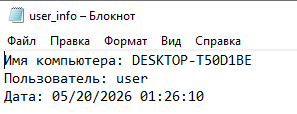 user_info – Блокнот
Файл Правка Формат Вид Справка
Имя компьютера: DESKTOP-T50D1BE
Пользователь: user
Дата: 05/20/2026 01:26:10